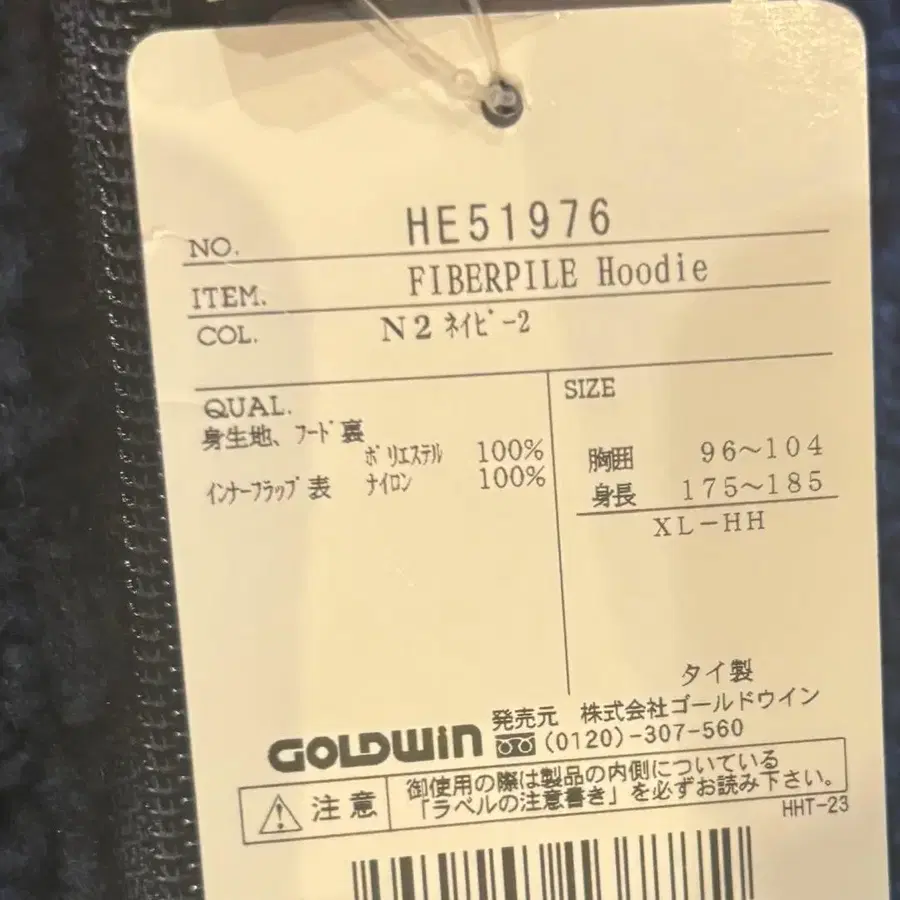 NO. HE51976
ITEM. FIBERPILE Hoodie
COL. N2 ネイビー2
QUAL.
身生地、フード裏
ポリエステル 100%
インナーフラップ表 ナイロン 100%
SIZE
胸囲 96〜104
身長 175〜185
XL-HH
タイ製
GOLDWIN 発売元 株式会社ゴールドウイン
(0120)-307-560
注意 御使用の際は製品の内側についている
「ラベルの注意書き」を必ずお読み下さい。
HHT-23